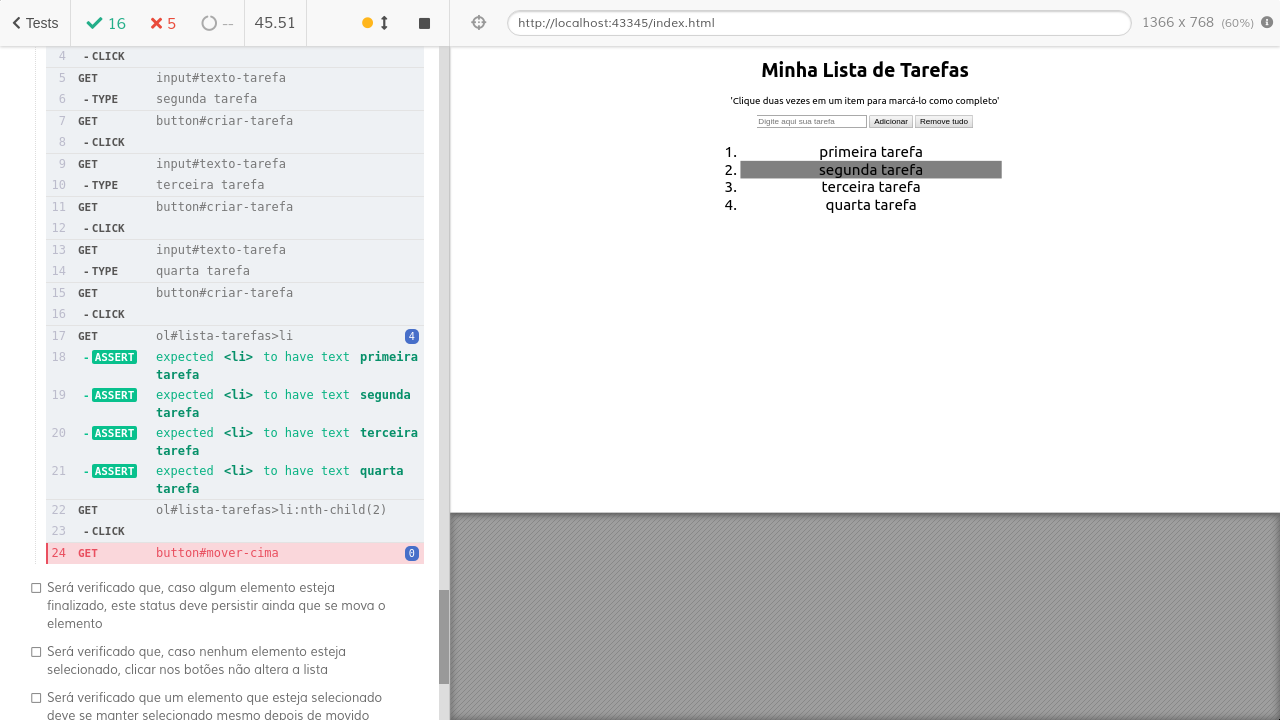 Tests
16
5
--
45.51
http://localhost:43345/index.html
1366 x 768 (60%)
4 - CLICK
5 GET input#texto-tarefa
6 - TYPE segunda tarefa
7 GET button#criar-tarefa
8 - CLICK
9 GET input#texto-tarefa
10 - TYPE terceira tarefa
11 GET button#criar-tarefa
12 - CLICK
13 GET input#texto-tarefa
14 - TYPE quarta tarefa
15 GET button#criar-tarefa
16 - CLICK
17 GET ol#lista-tarefas>li 4
18 - ASSERT expected <li> to have text primeira
tarefa
19 - ASSERT expected <li> to have text segunda
tarefa
20 - ASSERT expected <li> to have text terceira
tarefa
21 - ASSERT expected <li> to have text quarta
tarefa
22 GET ol#lista-tarefas>li:nth-child(2)
23 - CLICK
24 GET button#mover-cima 0
Será verificado que, caso algum elemento esteja
finalizado, este status deve persistir ainda que se mova o
elemento
Será verificado que, caso nenhum elemento esteja
selecionado, clicar nos botões não altera a lista
Será verificado que um elemento que esteja selecionado
deve se manter selecionado mesmo depois de movido
Minha Lista de Tarefas
'Clique duas vezes em um item para marcá-lo como completo'
Digite aqui sua tarefa
Adicionar
Remove tudo
1. primeira tarefa
2. segunda tarefa
3. terceira tarefa
4. quarta tarefa